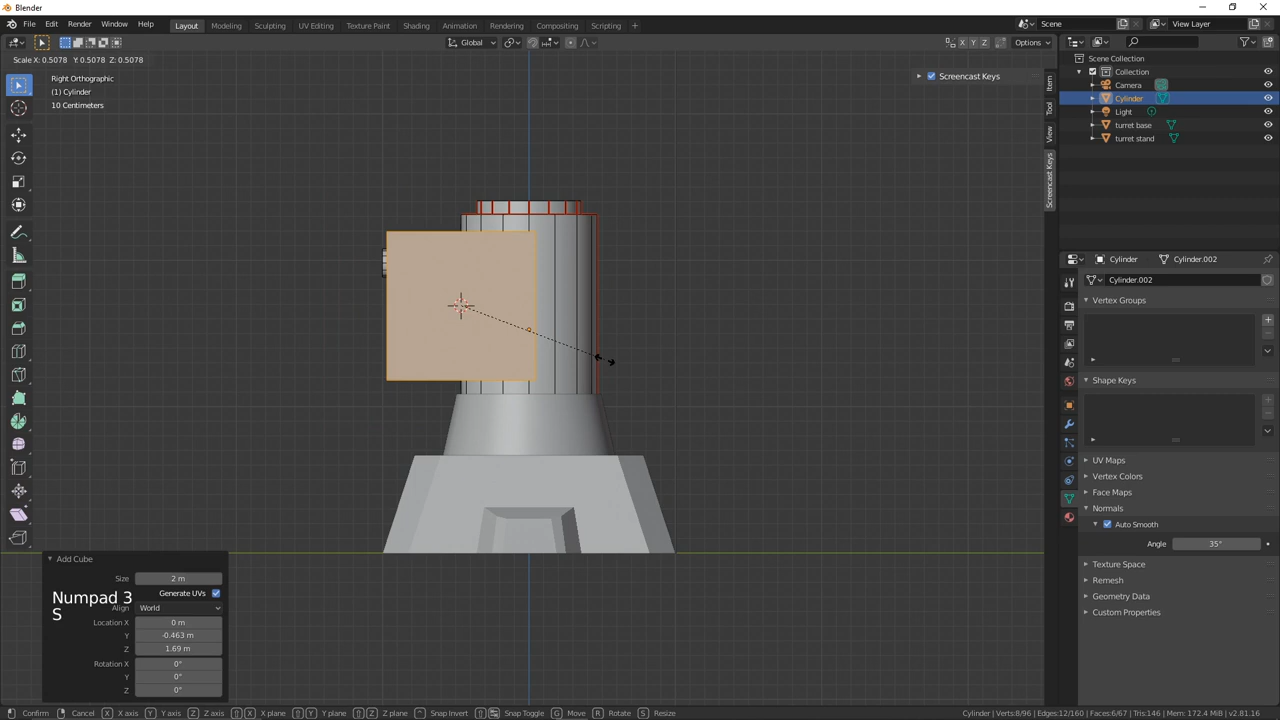 Blender
File Edit Render Window Help Layout Modeling Sculpting UV Editing Texture Paint Shading Animation Rendering Compositing Scripting + Scene View Layer
Global X Y Z Options
Scale X: 0.5078 Y: 0.5078 Z: 0.5078
Right Orthographic
(1) Cylinder
10 Centimeters
Screencast Keys
Item
Tool
View
Screencast Keys
Scene Collection
Collection
Camera
Cylinder
Light
turret base
turret stand
Cylinder Cylinder.002
Cylinder.002
Vertex Groups
Shape Keys
UV Maps
Vertex Colors
Face Maps
Normals
Auto Smooth
Angle 35°
Texture Space
Remesh
Geometry Data
Custom Properties
Add Cube
Size 2 m
Generate UVs
Align World
Location X 0 m
Y -0.463 m
Z 1.69 m
Rotation X 0°
Y 0°
Z 0°
Numpad 3
S
Confirm Cancel X X axis Y Y axis Z Z axis X X plane Y Y plane Z Z plane Snap Invert Snap Toggle G Move R Rotate S Resize Cylinder | Verts:8/96 | Edges:12/160 | Faces:6/67 | Tris:146 | Mem: 172.4 MiB | v2.81.16